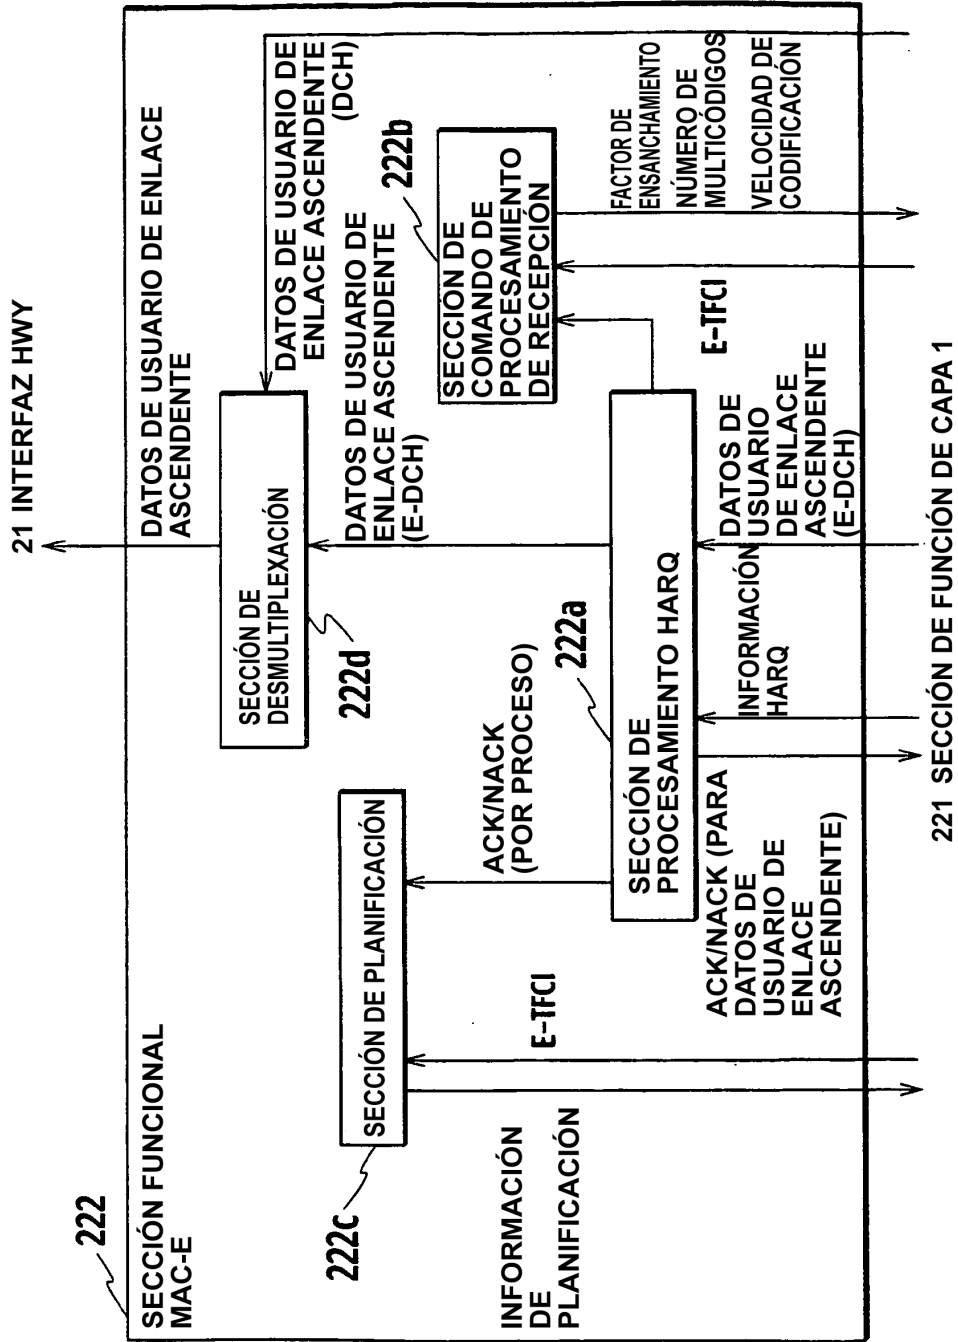 21 INTERFAZ HWY
222
SECCIÓN FUNCIONAL
MAC-E
DATOS DE USUARIO DE ENLACE
ASCENDENTE
SECCIÓN DE
DESMULTIPLEXACIÓN
222d
DATOS DE USUARIO DE
ENLACE ASCENDENTE
(DCH)
222c
SECCIÓN DE PLANIFICACIÓN
DATOS DE USUARIO DE
ENLACE ASCENDENTE
(E-DCH)
222b
SECCIÓN DE
COMANDO DE
PROCESAMIENTO
DE RECEPCIÓN
ACK/NACK
(POR PROCESO)
222a
SECCIÓN DE
PROCESAMIENTO HARQ
INFORMACIÓN
DE
PLANIFICACIÓN
E-TFCI
ACK/NACK (PARA
DATOS DE
USUARIO DE
ENLACE
ASCENDENTE)
INFORMACIÓN
HARQ
DATOS DE
USUARIO
DE ENLACE
ASCENDENTE
(E-DCH)
E-TFCI
FACTOR DE
ENSANCHAMIENTO
NÚMERO DE
MULTICÓDIGOS
VELOCIDAD DE
CODIFICACIÓN
221 SECCIÓN DE FUNCIÓN DE CAPA 1